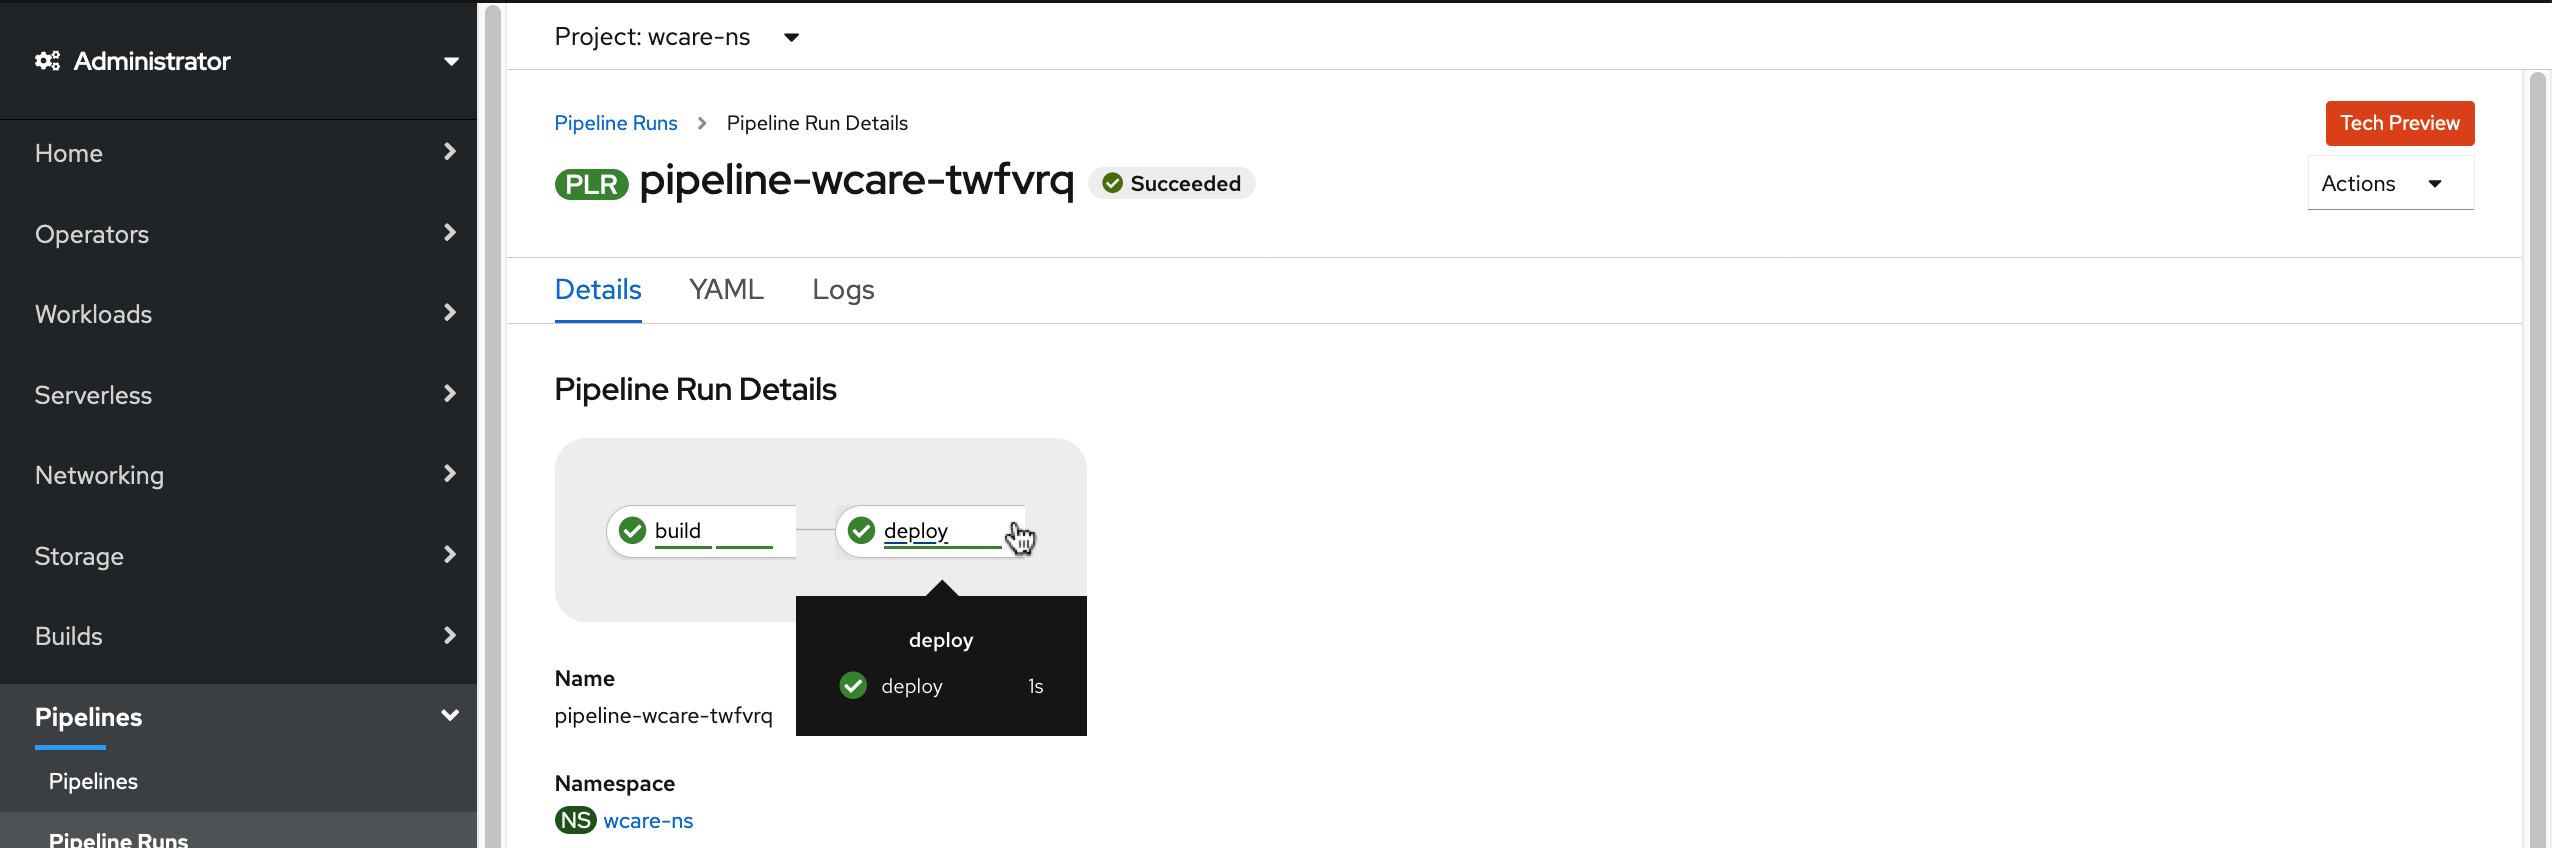 Administrator
Home
Operators
Workloads
Serverless
Networking
Storage
Builds
Pipelines
Pipelines
Pipeline Runs
Project: wcare-ns
Pipeline Runs > Pipeline Run Details
Tech Preview
PLR pipeline-wcare-twfvrq Succeeded
Actions
Details YAML Logs
Pipeline Run Details
build deploy
deploy
deploy 1s
Name
pipeline-wcare-twfvrq
Namespace
NS wcare-ns